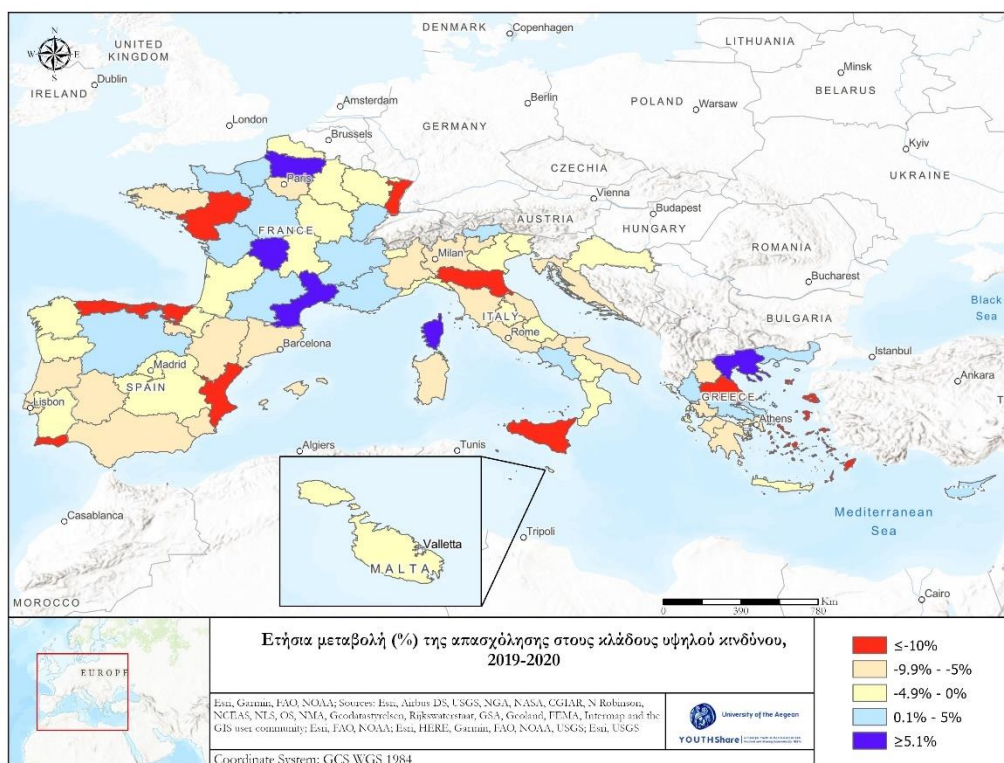 N
W
E
S
DENMARK
Copenhagen
UNITED
KINGDOM
LITHUANIA
Dublin
IRELAND
Minsk
BELARUS
Amsterdam
Berlin
POLAND
Warsaw
London
Brussels
GERMANY
Kyiv
CZECHIA
UKRAINE
Paris
Vienna
Budapest
AUSTRIA
HUNGARY
FRANCE
Milan
ROMANIA
Bucharest
BULGARIA
Black
Sea
ITALY
Rome
Barcelona
Istanbul
Madrid
SPAIN
Ankara
Lisbon
GREECE
Athens
Algiers
Tunis
Valletta
MALTA
Mediterranean
Sea
Casablanca
Tripoli
MOROCCO
Cairo
Km
0
390
780
EUROPE
Ετήσια μεταβολή (%) της απασχόλησης στους κλάδους υψηλού κινδύνου,
2019-2020
Esri, Garmin, FAO, NOAA; Sources: Esri, Airbus DS, USGS, NGA, NASA, CGIAR, N Robinson,
NCEAS, NLS, OS, NMA, Geodatastyrelsen, Rijkswaterstaat, GSA, Geoland, FEMA, Intermap and the
GIS user community; Esri, FAO, NOAA; Esri, HERE, Garmin, FAO, NOAA, USGS; Esri, USGS
Coordinate System: GCS WGS 1984
University of the Aegean
YOUTHShare
≤-10%
-9.9% - -5%
-4.9% - 0%
0.1% - 5%
≥5.1%